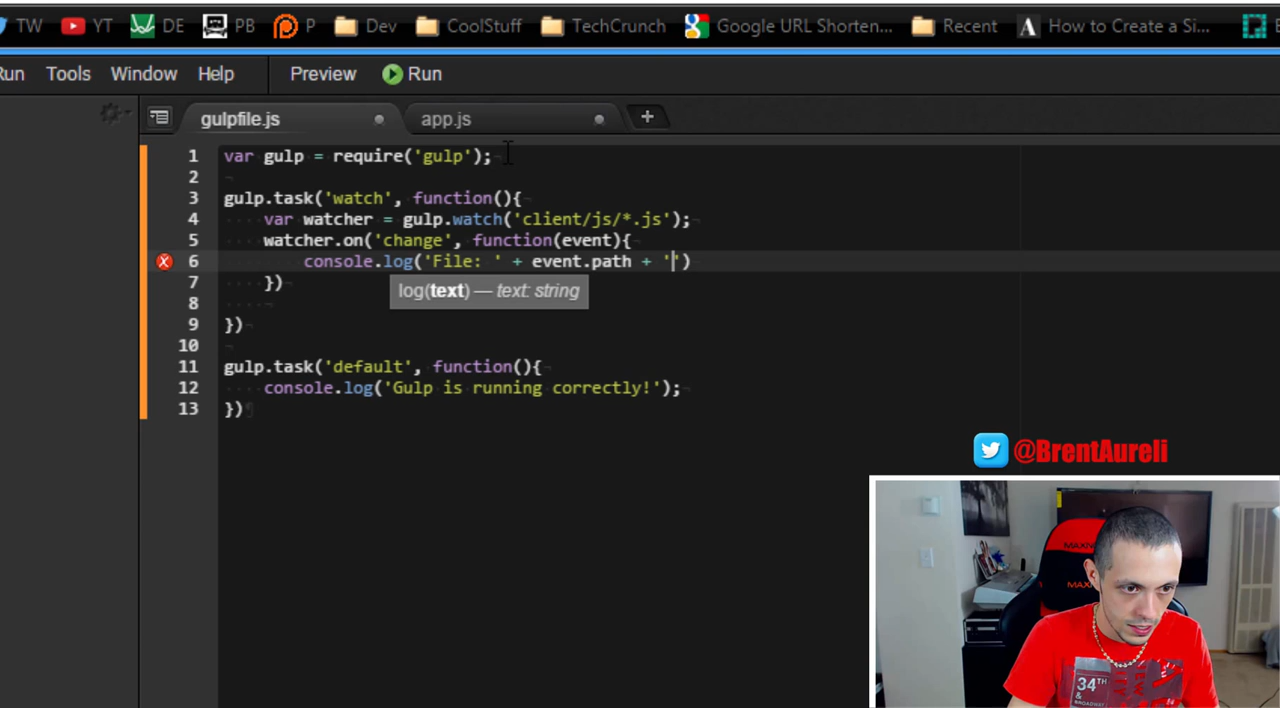 TW YT DE PB P Dev CoolStuff TechCrunch Google URL Shorten... Recent How to Create a Si...
Run Tools Window Help Preview Run
gulpfile.js app.js +
1 var gulp = require('gulp');
2
3 gulp.task('watch', function(){
4 var watcher = gulp.watch('client/js/*.js');
5 watcher.on('change', function(event){
6 console.log('File: ' + event.path + '')
7 })
log(text) — text: string
8
9 })
10
11 gulp.task('default', function(){
12 console.log('Gulp is running correctly!');
13 })
@BrentAureli
34TH
&
BROADWAY